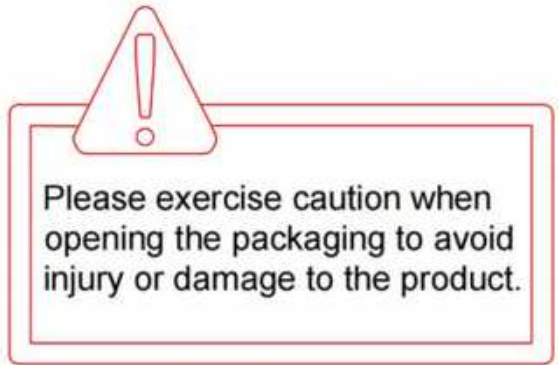 Please exercise caution when
opening the packaging to avoid
injury or damage to the product.